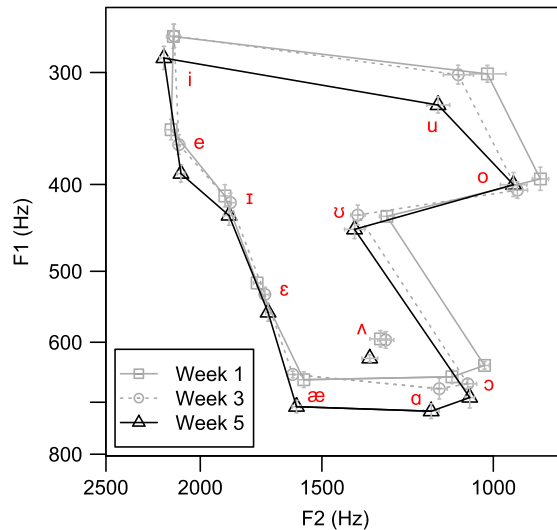 300
i
u
e
o
400
ɪ
ʊ
500
ɛ
ʌ
600
Week 1
Week 3
Week 5
æ
ɑ
ɔ
800
2500
2000
1500
1000
F1 (Hz)
F2 (Hz)